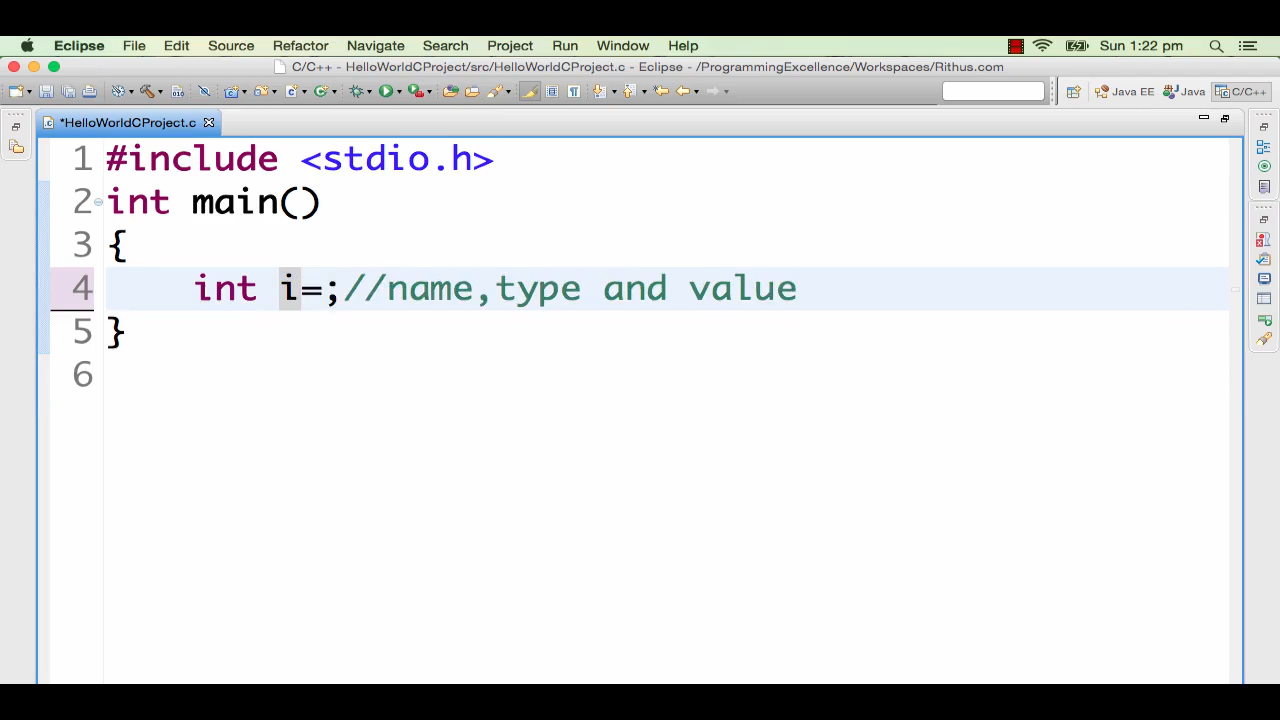 Eclipse File Edit Source Refactor Navigate Search Project Run Window Help Sun 1:22 pm
C/C++ - HelloWorldCProject/src/HelloWorldCProject.c - Eclipse - /ProgrammingExcellence/Workspaces/Rithus.com
Java EE Java C/C++
*HelloWorldCProject.c
1 #include <stdio.h>
2 int main()
3 {
4 int i=;//name,type and value
5 }
6